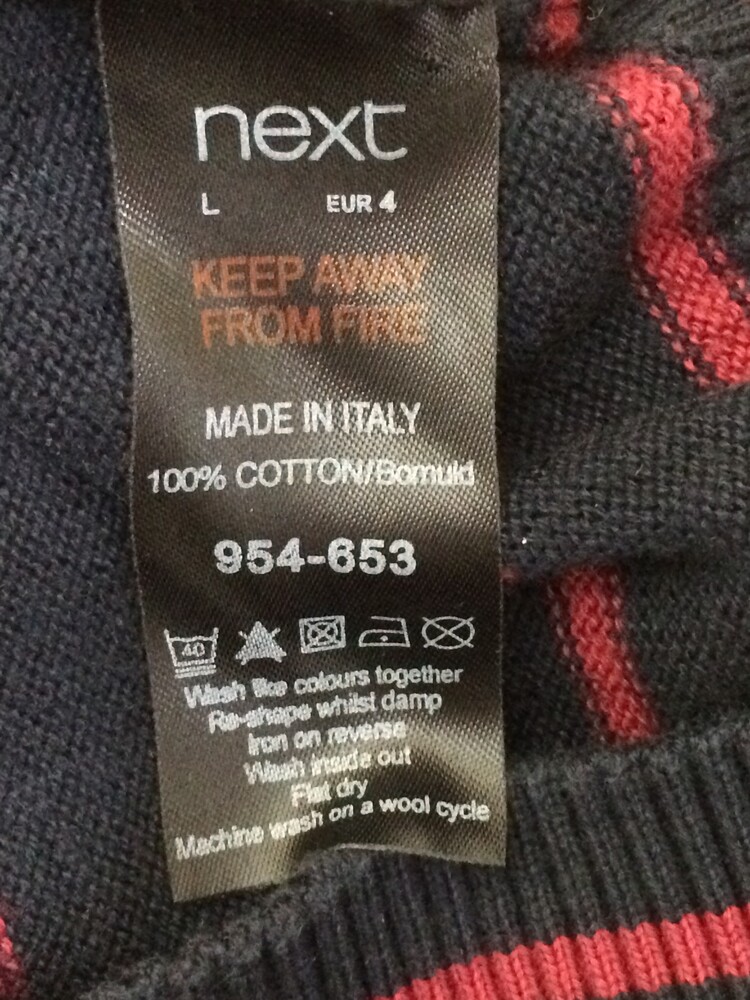 next
L EUR 4
KEEP AWAY
FROM FIRE
MADE IN ITALY
100% COTTON/Bomuld
954-653
40
Wash like colours together
Re-shape whilst damp
Iron on reverse
Wash inside out
Flat dry
Machine wash on a wool cycle